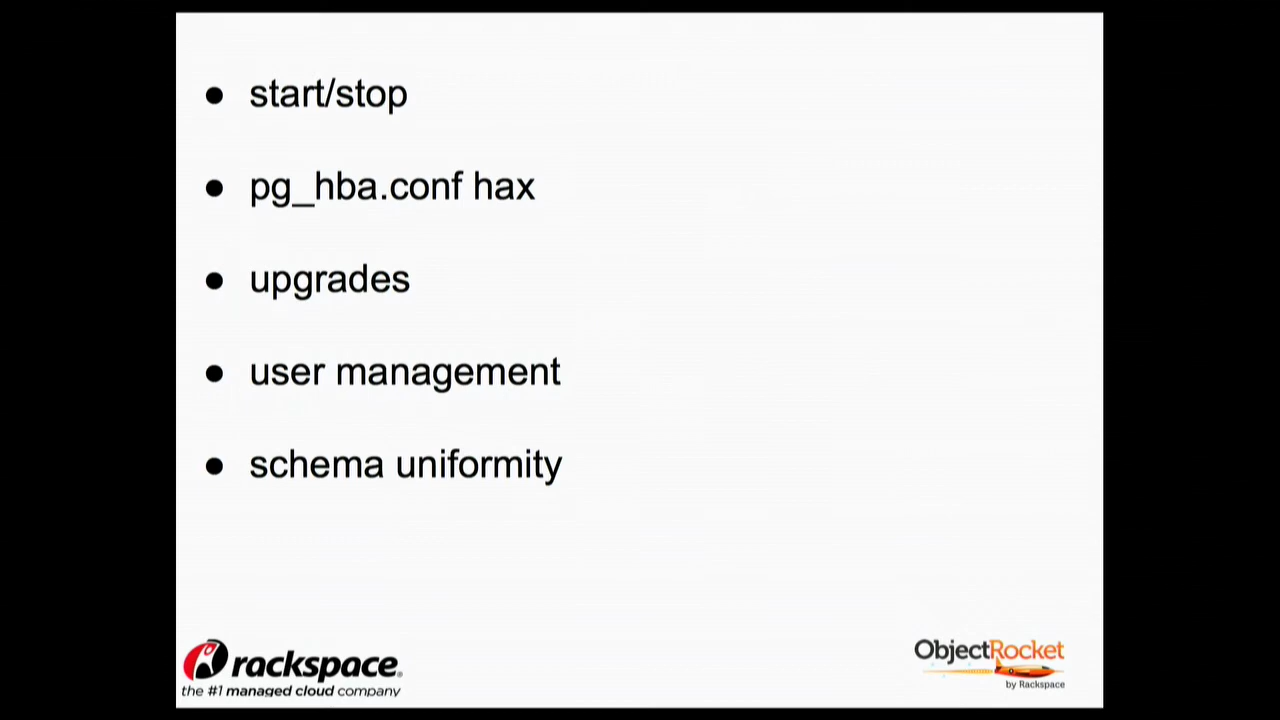 ● start/stop
● pg_hba.conf hax
● upgrades
● user management
● schema uniformity
rackspace®
the #1 managed cloud company
ObjectRocket
by Rackspace